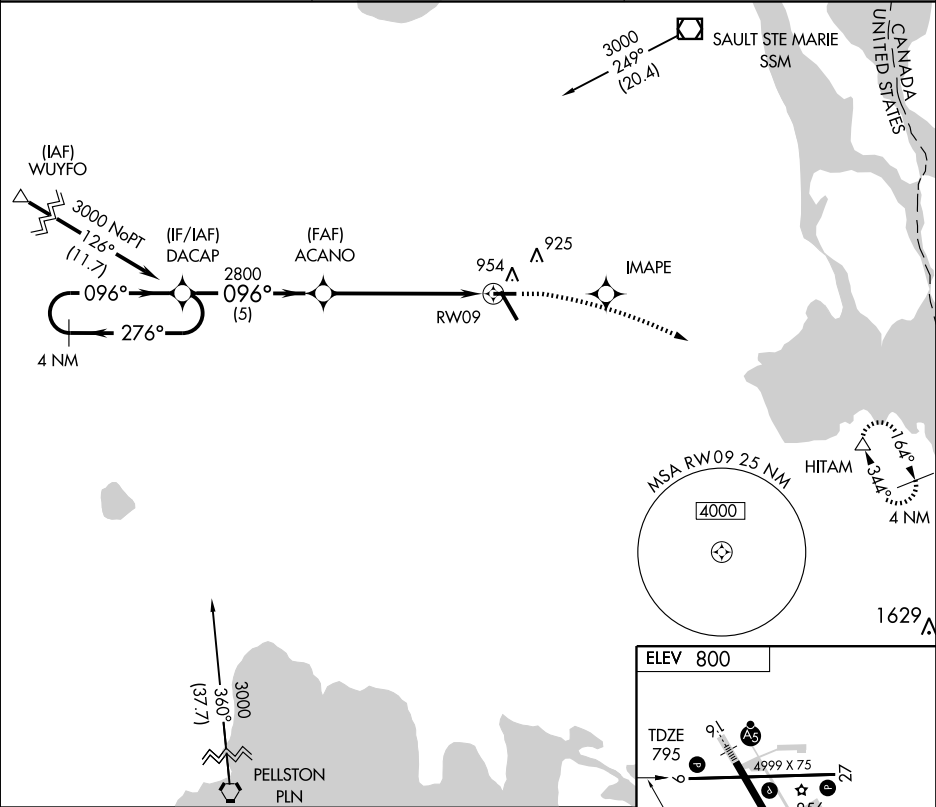 3000
249°
(20.4)
SAULT STE MARIE
SSM
CANADA
UNITED STATES
(IAF)
WUYFO
3000 NoPT
126°
(11.7)
(IF/IAF)
DACAP
(FAF)
ACANO
2800
096°
(5)
096°
276°
4 NM
954
925
IMAPE
RW09
HITAM
164°
344°
4 NM
MSA RW09 25 NM
4000
1629
3000
360°
(37.7)
PELLSTON
PLN
ELEV 800
TDZE
795
16
A5
P
9
4999 X 75
27
P
P